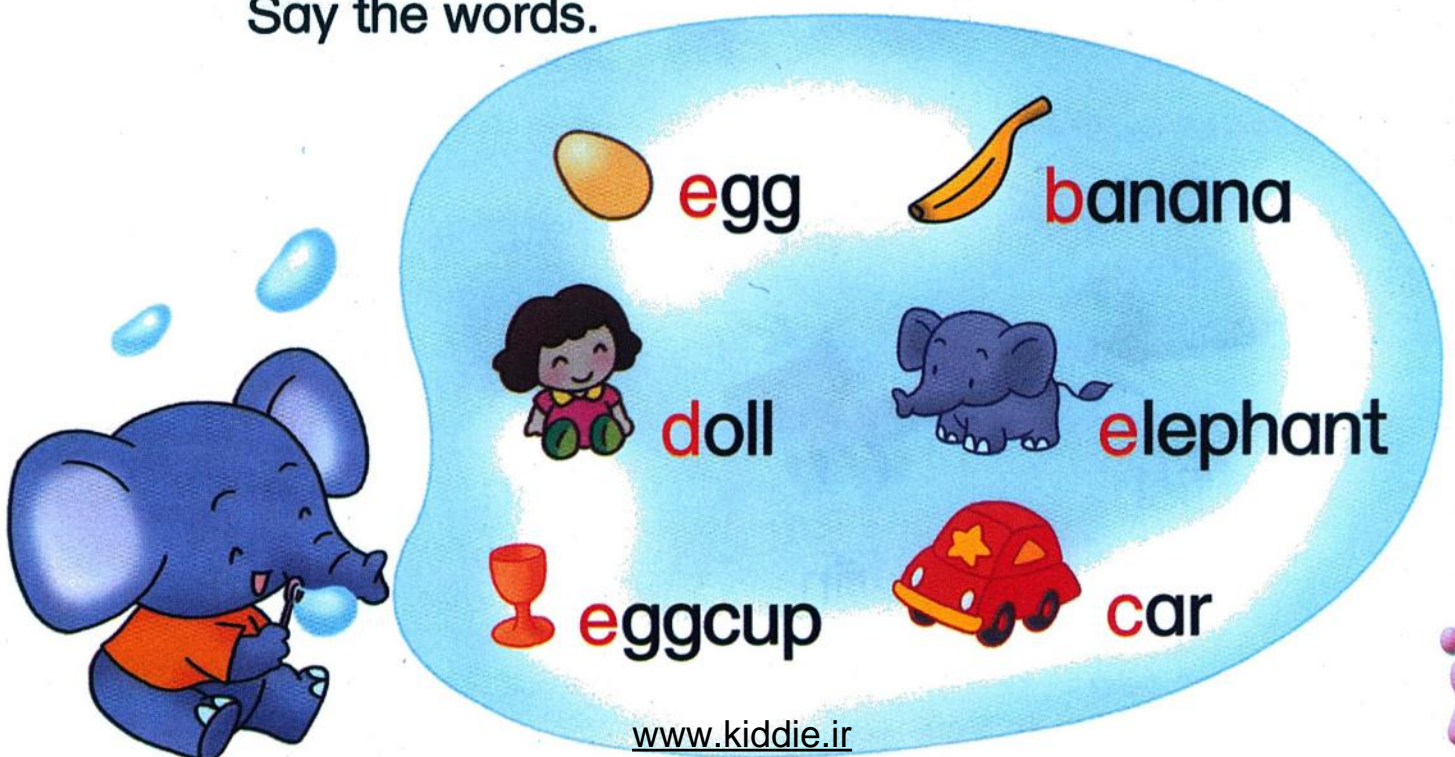 Say the words.
egg
banana
doll
elephant
eggcup
car
www.kiddie.ir